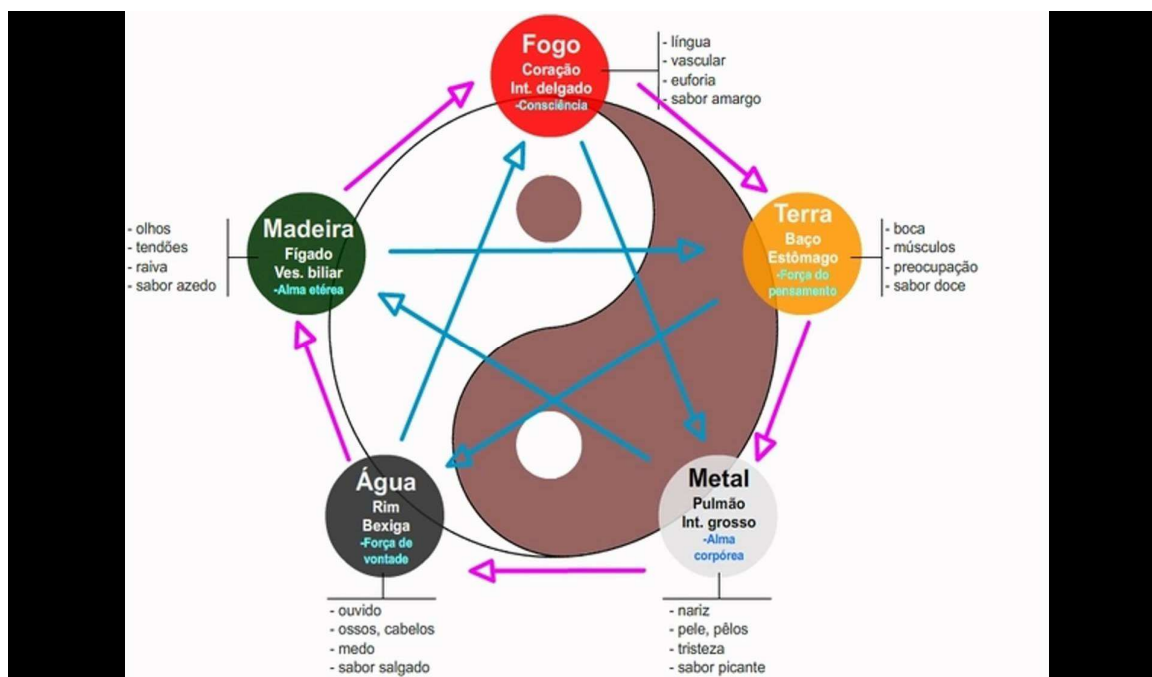 Fogo
Coração
Int. delgado
-Consciência
- língua
- vascular
- euforia
- sabor amargo
Madeira
Fígado
Ves. biliar
-Alma etérea
- olhos
- tendões
- raiva
- sabor azedo
Terra
Baço
Estômago
-Força do
pensamento
- boca
- músculos
- preocupação
- sabor doce
Água
Rim
Bexiga
-Força de
vontade
- ouvido
- ossos, cabelos
- medo
- sabor salgado
Metal
Pulmão
Int. grosso
-Alma
corpórea
- nariz
- pele, pêlos
- tristeza
- sabor picante